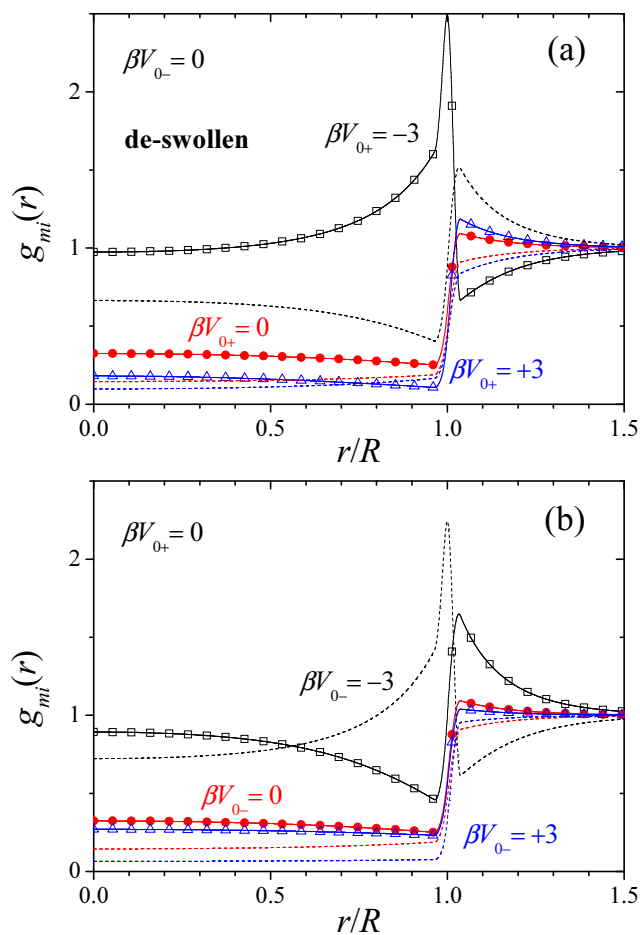 (a)
βV₀₋ = 0
2
βV₀₊ = −3
de-swollen
g_mi(r)
1
βV₀₊ = 0
βV₀₊ = +3
0
0.0 0.5 1.0 1.5
r/R
(b)
βV₀₊ = 0
2
g_mi(r)
βV₀₋ = −3
1
βV₀₋ = 0
βV₀₋ = +3
0
0.0 0.5 1.0 1.5
r/R